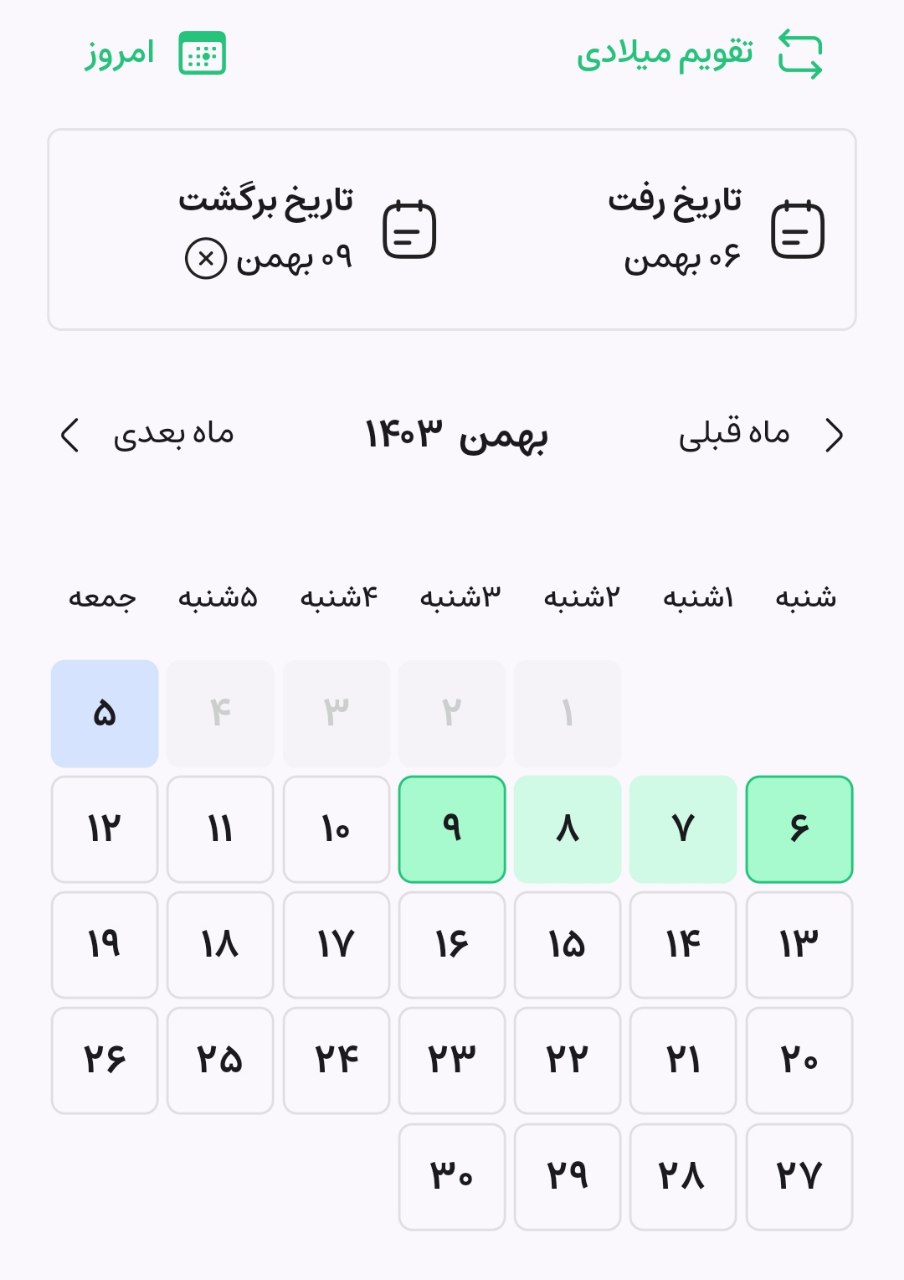 تقویم میلادی امروز
تاریخ رفت تاریخ برگشت
۰۶ بهمن ۰۹ بهمن
ماه قبلی بهمن ۱۴۰۳ ماه بعدی
شنبه ۱شنبه ۲شنبه ۳شنبه ۴شنبه ۵شنبه جمعه
۱ ۲ ۳ ۴ ۵
۶ ۷ ۸ ۹ ۱۰ ۱۱ ۱۲
۱۳ ۱۴ ۱۵ ۱۶ ۱۷ ۱۸ ۱۹
۲۰ ۲۱ ۲۲ ۲۳ ۲۴ ۲۵ ۲۶
۲۷ ۲۸ ۲۹ ۳۰